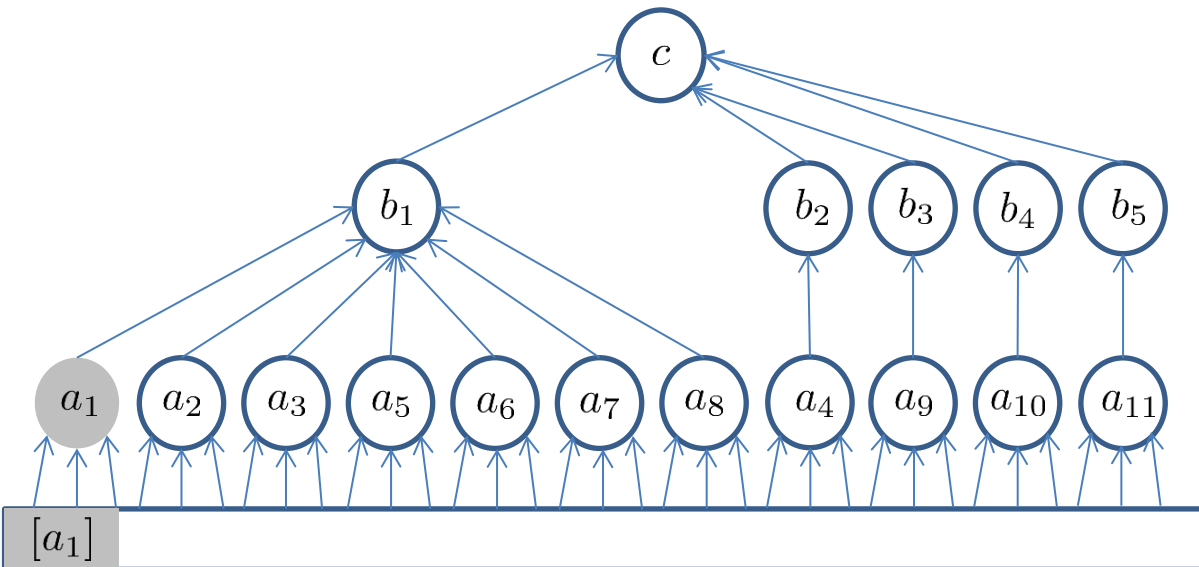 c
b₁ b₂ b₃ b₄ b₅
a₁ a₂ a₃ a₅ a₆ a₇ a₈ a₄ a₉ a₁₀ a₁₁
[a₁]